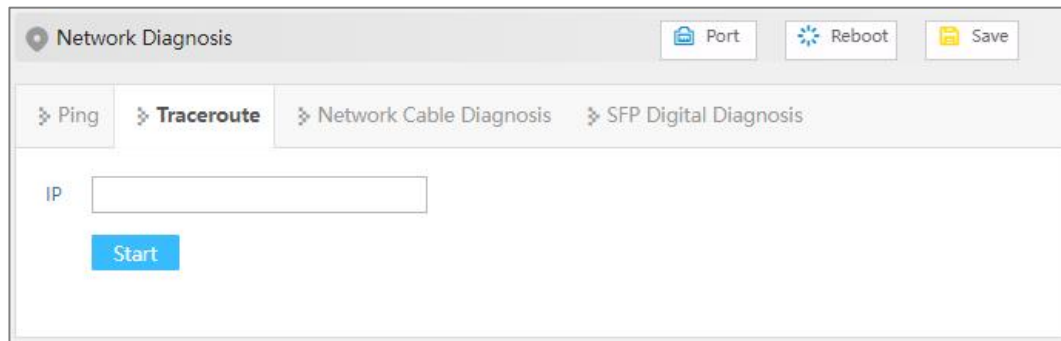 Network Diagnosis Port Reboot Save
Ping Traceroute Network Cable Diagnosis SFP Digital Diagnosis
IP
Start